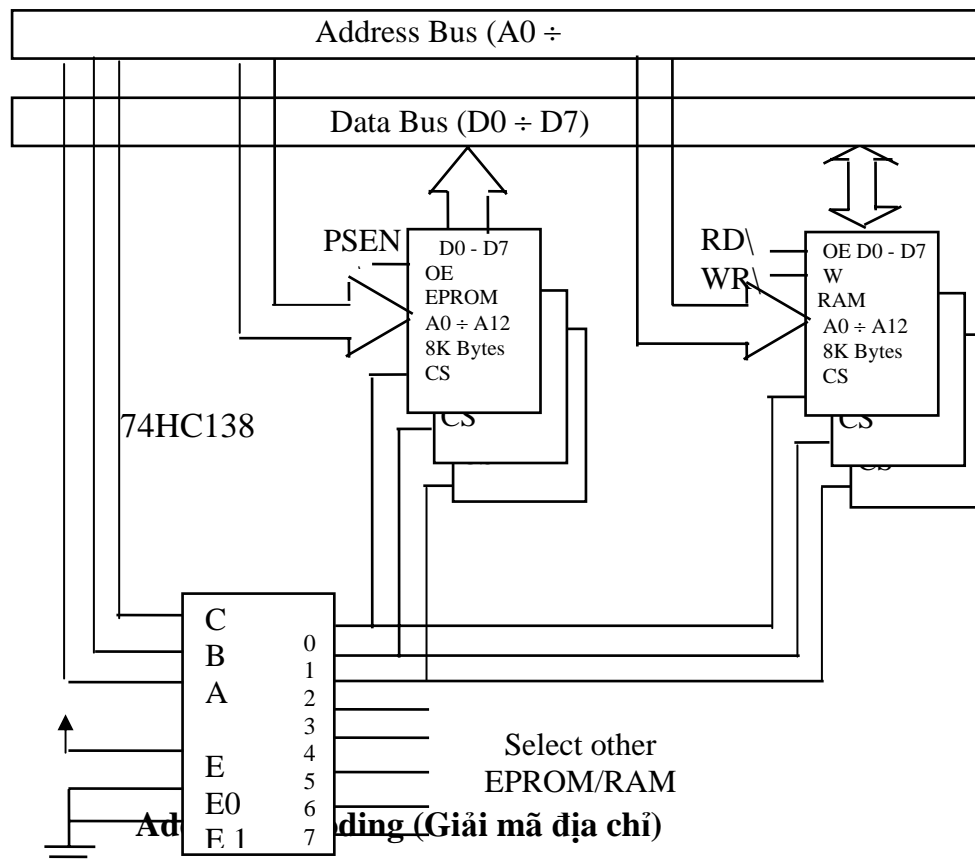 Address Bus (A0 ÷
Data Bus (D0 ÷ D7)
PSEN
D0 - D7
OE
EPROM
A0 ÷ A12
8K Bytes
CS
CS
RD\
WR\
OE D0 - D7
W
RAM
A0 ÷ A12
8K Bytes
CS
CS
CS
74HC138
C
B
A
E
E0
E 1
0
1
2
3
4
5
6
7
Select other
EPROM/RAM
(Giải mã địa chỉ)